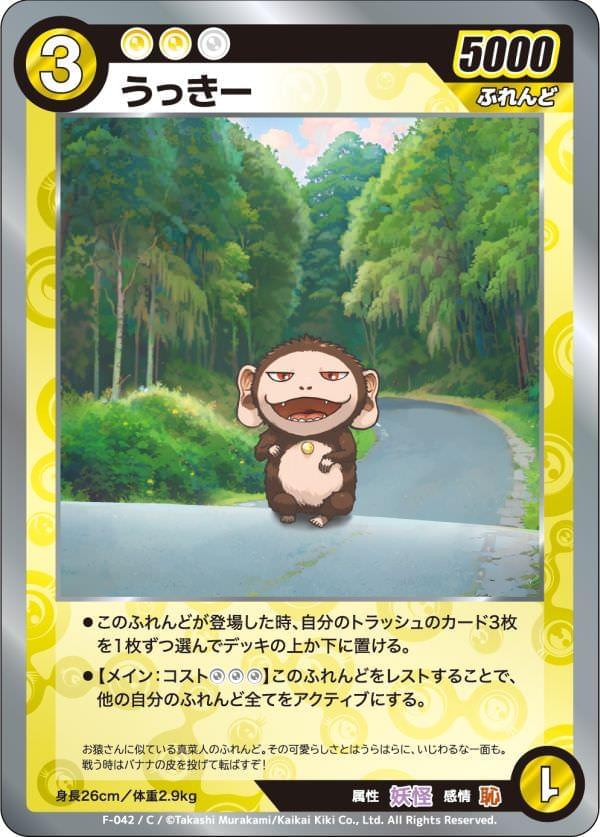 3
5000
うっきー
ふれんど
●このふれんどが登場した時、自分のトラッシュのカード3枚
を1枚ずつ選んでデッキの上か下に置ける。
●【メイン:コスト】このふれんどをレストすることで、
他の自分のふれんど全てをアクティブにする。
お猿さんに似ている真菜人のふれんど。その可愛らしさとはうらはらに、いじわるな一面も。
戦う時はバナナの皮を投げて転ばすぞ!
身長26cm/体重2.9kg
属性 妖怪 感情 恥
F-042 / C / ©Takashi Murakami/Kaikai Kiki Co., Ltd. All Rights Reserved.